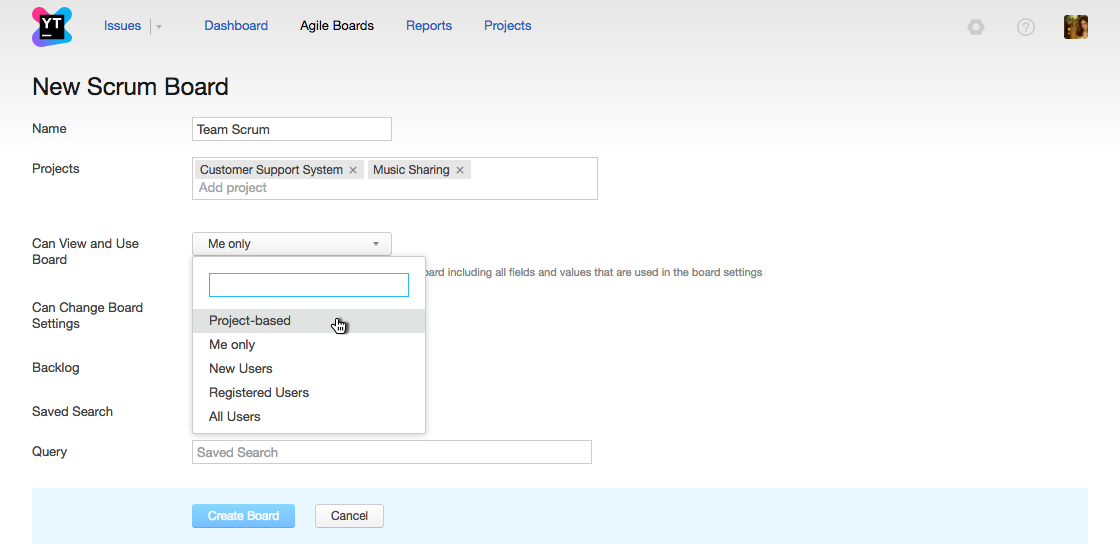 YT
Issues
Dashboard
Agile Boards
Reports
Projects
New Scrum Board
Name
Team Scrum
Projects
Customer Support System ×
Music Sharing ×
Add project
Can View and Use
Board
Me only
including all fields and values that are used in the board settings
Project-based
Me only
New Users
Registered Users
All Users
Can Change Board
Settings
Backlog
Saved Search
Query
Saved Search
Create Board
Cancel